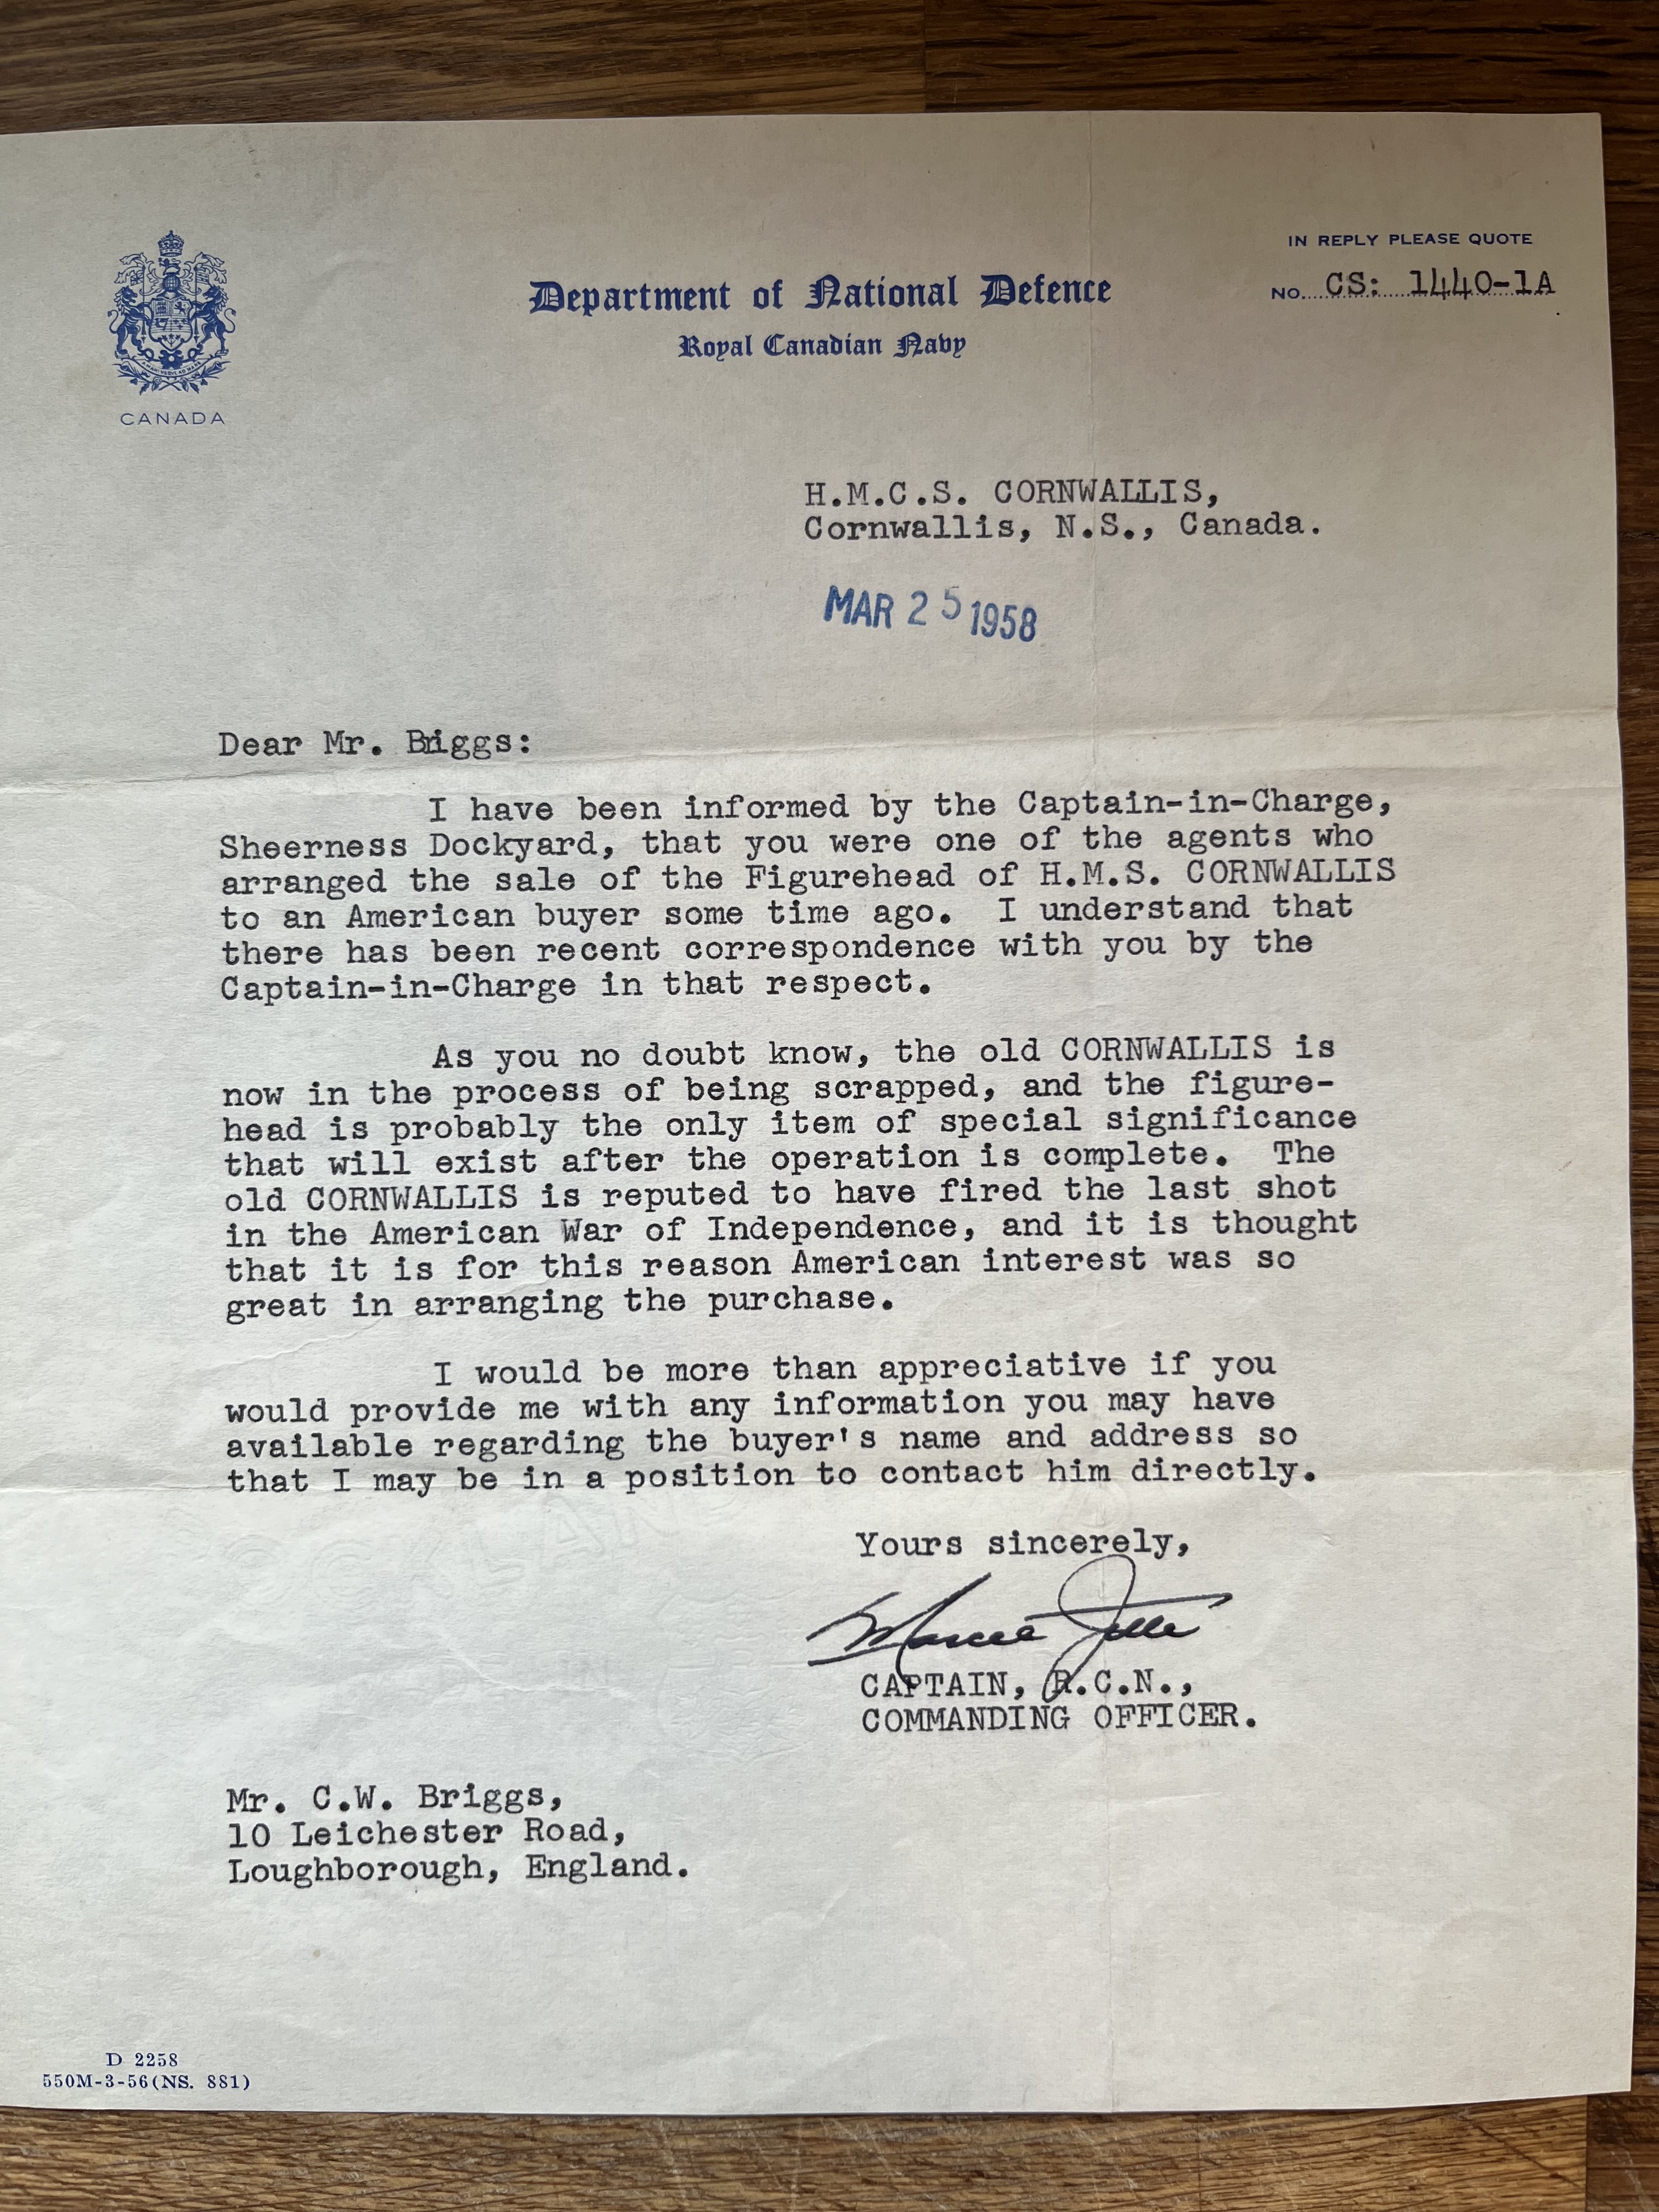 IN REPLY PLEASE QUOTE
NO. CS: 1440-1A
Department of National Defence
Royal Canadian Navy
CANADA
H.M.C.S. CORNWALLIS,
Cornwallis, N.S., Canada.
MAR 25 1958
Dear Mr. Briggs:
I have been informed by the Captain-in-Charge,
Sheerness Dockyard, that you were one of the agents who
arranged the sale of the Figurehead of H.M.S. CORNWALLIS
to an American buyer some time ago. I understand that
there has been recent correspondence with you by the
Captain-in-Charge in that respect.
As you no doubt know, the old CORNWALLIS is
now in the process of being scrapped, and the figure-
head is probably the only item of special significance
that will exist after the operation is complete. The
old CORNWALLIS is reputed to have fired the last shot
in the American War of Independence, and it is thought
that it is for this reason American interest was so
great in arranging the purchase.
I would be more than appreciative if you
would provide me with any information you may have
available regarding the buyer's name and address so
that I may be in a position to contact him directly.
Yours sincerely,
CAPTAIN, R.C.N.,
COMMANDING OFFICER.
Mr. C.W. Briggs,
10 Leichester Road,
Loughborough, England.
D 2258
550M-3-56(NS. 881)